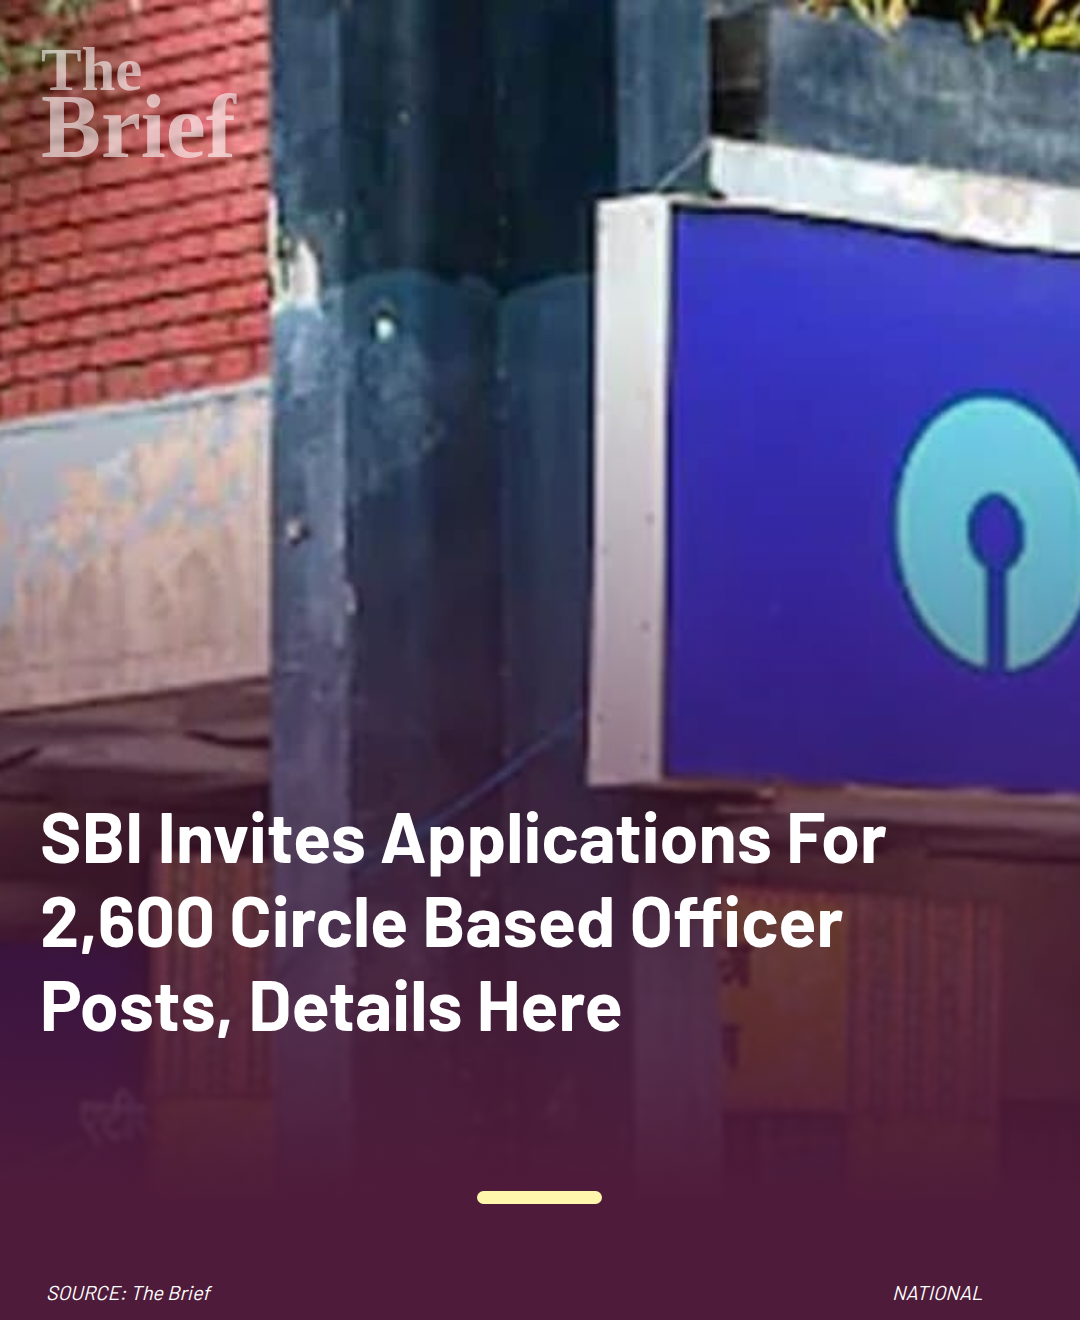 The
Brief
SBI Invites Applications For
2,600 Circle Based Officer
Posts, Details Here
SOURCE: The Brief
NATIONAL